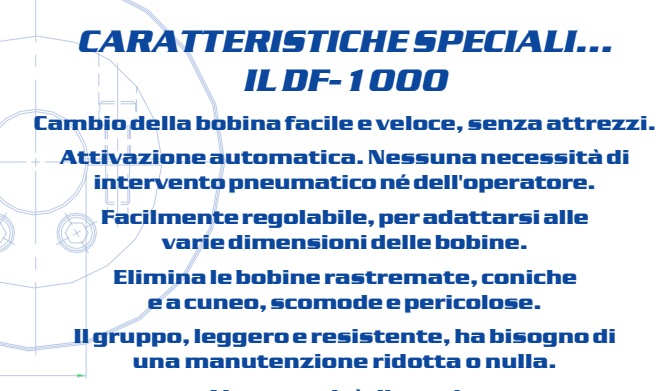 CARATTERISTICHE SPECIALI...
IL DF-1000
Cambio della bobina facile e veloce, senza attrezzi.
Attivazione automatica. Nessuna necessità di
intervento pneumatico né dell'operatore.
Facilmente regolabile, per adattarsi alle
varie dimensioni delle bobine.
Elimina le bobine rastremate, coniche
e a cuneo, scomode e pericolose.
Il gruppo, leggero e resistente, ha bisogno di
una manutenzione ridotta o nulla.